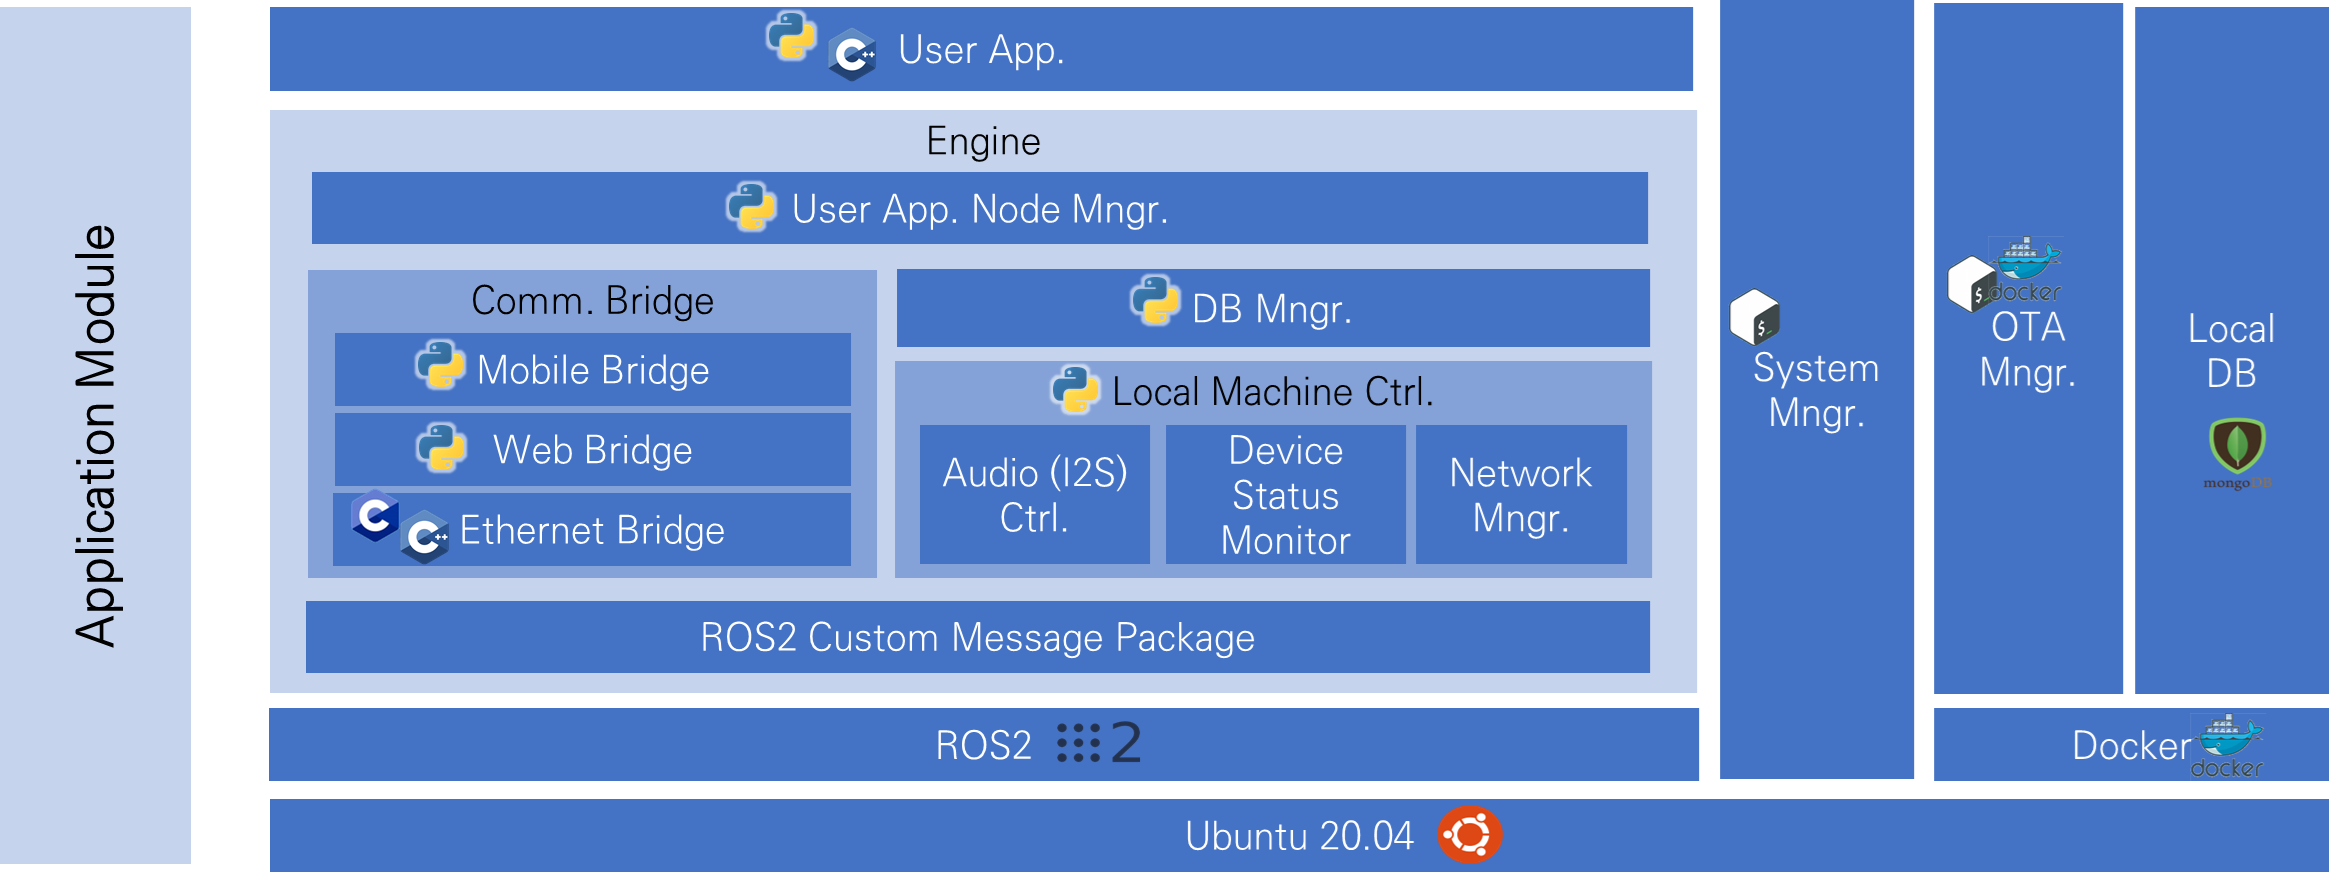 Application Module
User App.
Engine
User App. Node Mngr.
Comm. Bridge
Mobile Bridge
Web Bridge
Ethernet Bridge
DB Mngr.
Local Machine Ctrl.
Audio (I2S)
Ctrl.
Device
Status
Monitor
Network
Mngr.
ROS2 Custom Message Package
ROS2 2
System
Mngr.
docker
OTA
Mngr.
Local
DB
mongoDB
Docker
docker
Ubuntu 20.04